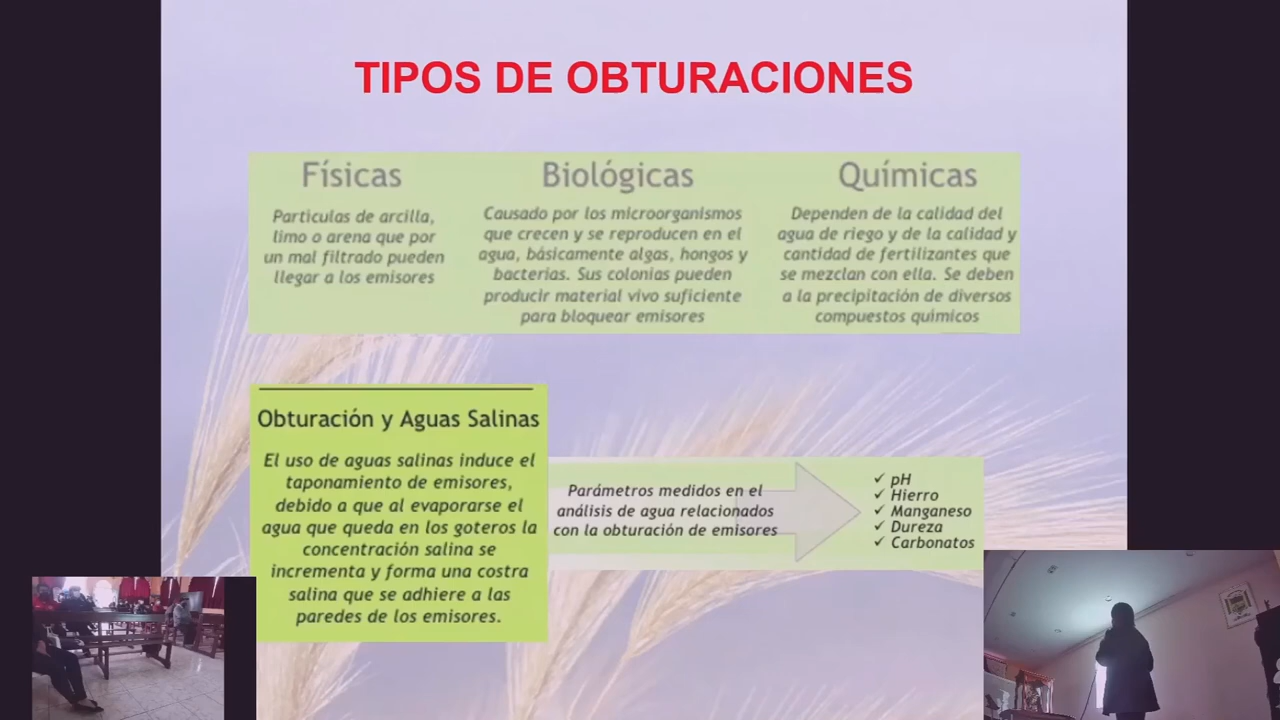 TIPOS DE OBTURACIONES
Físicas
Particulas de arcilla,
limo o arena que por
un mal filtrado pueden
llegar a los emisores
Biológicas
Causado por los microorganismos
que crecen y se reproducen en el
agua, básicamente algas, hongos y
bacterias. Sus colonias pueden
producir material vivo suficiente
para bloquear emisores
Químicas
Dependen de la calidad del
agua de riego y de la calidad y
cantidad de fertilizantes que
se mezclan con ella. Se deben
a la precipitación de diversos
compuestos químicos
Obturación y Aguas Salinas
El uso de aguas salinas induce el
taponamiento de emisores,
debido a que al evaporarse el
agua que queda en los goteros la
concentración salina se
incrementa y forma una costra
salina que se adhiere a las
paredes de los emisores.
Parámetros medidos en el
análisis de agua relacionados
con la obturación de emisores
✓ pH
✓ Hierro
✓ Manganeso
✓ Dureza
✓ Carbonatos